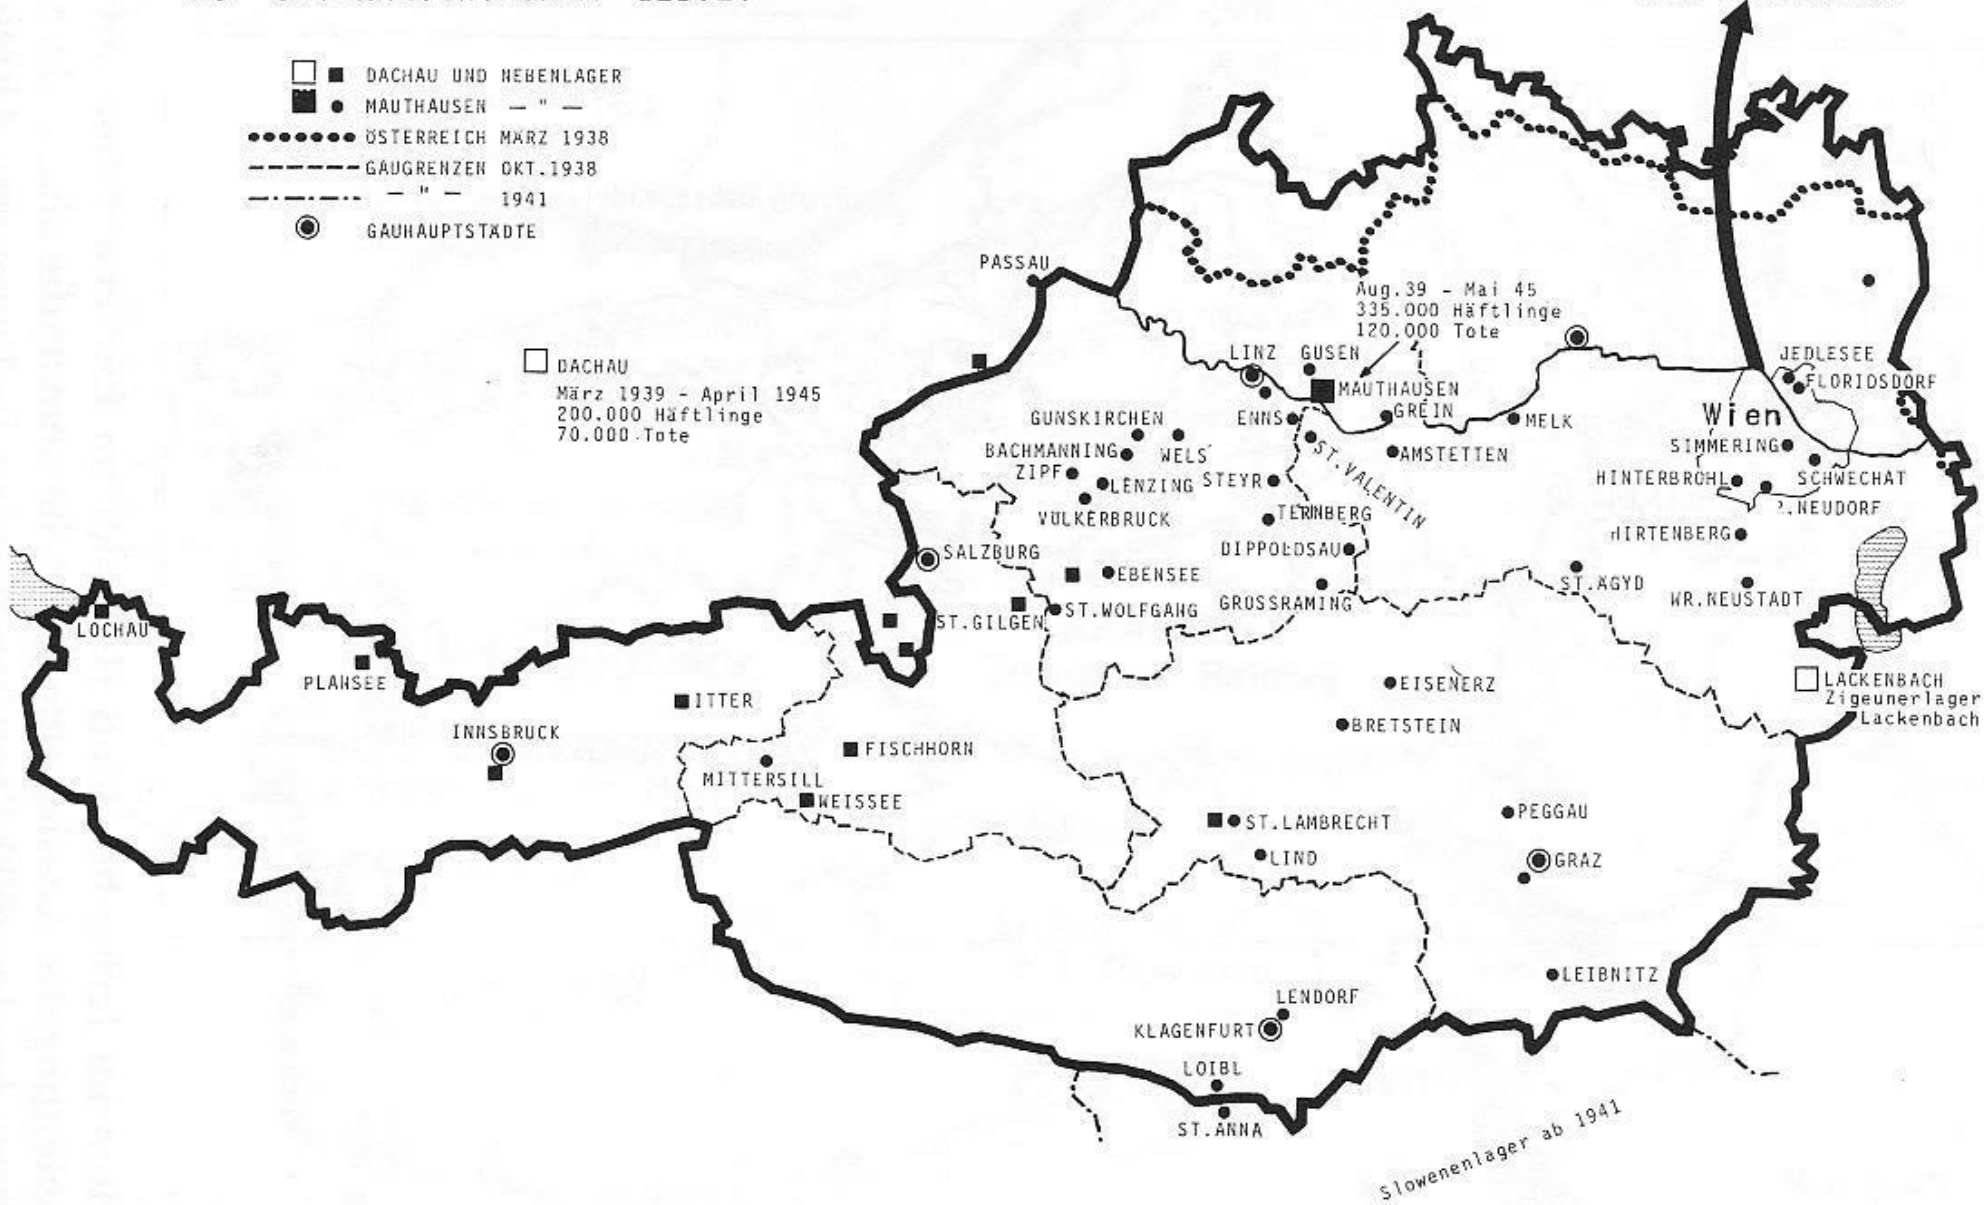 DACHAU UND NEBENLAGER
MAUTHAUSEN — " —
ÖSTERREICH MÄRZ 1938
GAUGRENZEN OKT.1938
— " — 1941
GAUHAUPTSTÄDTE
PASSAU
Aug.39 - Mai 45
335.000 Häftlinge
120.000 Tote
DACHAU
März 1939 - April 1945
200.000 Häftlinge
70.000 Tote
LINZ
GUSEN
MAUTHAUSEN
JEDLESEE
FLORIDSDORF
GUNSKIRCHEN
ENNS
GREIN
MELK
Wien
BACHMANNING
WELS
ST.VALENTIN
AMSTETTEN
SIMMERING
ZIPF
LENZING
STEYR
HINTERBRÖHL
SCHWECHAT
VÖLKERBRUCK
TERNBERG
.NEUDORF
SALZBURG
DIPPOLDSAU
HIRTENBERG
EBENSEE
ST.ÄGYD
LOCHAU
ST.GILGEN
ST.WOLFGANG
GROSSRAMING
WR.NEUSTADT
PLANSEE
ITTER
EISENERZ
LACKENBACH
Zigeunerlager
Lackenbach
INNSBRUCK
FISCHHORN
BRETSTEIN
MITTERSILL
WEISSEE
ST.LAMBRECHT
PEGGAU
LIND
GRAZ
LEIBNITZ
LENDORF
KLAGENFURT
LOIBL
ST.ANNA
Slowenenlager ab 1941